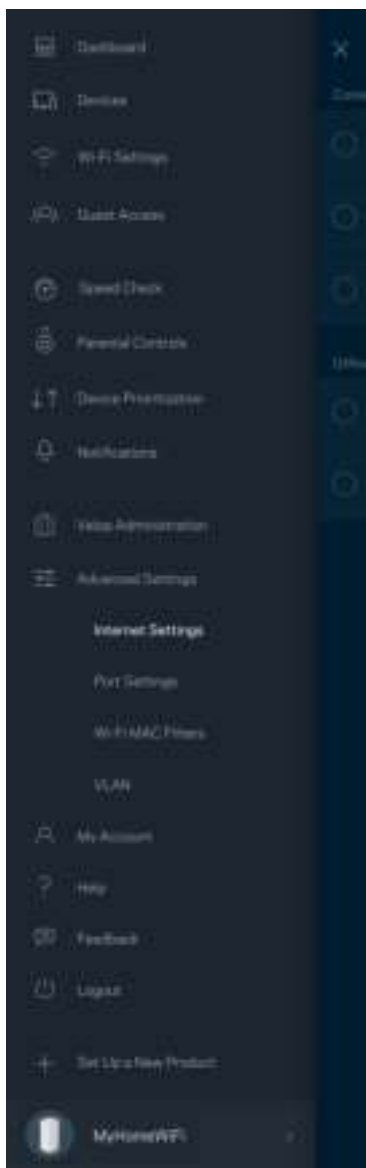 Dashboard
Devices
Wi-Fi Settings
Guest Access
Speed Check
Parental Controls
Device Prioritization
Notifications
Velop Administration
Advanced Settings
Internet Settings
Port Settings
Wi-Fi MAC Filters
VLAN
My Account
Help
Feedback
Logout
Set Up a New Product
MyHomeWiFi